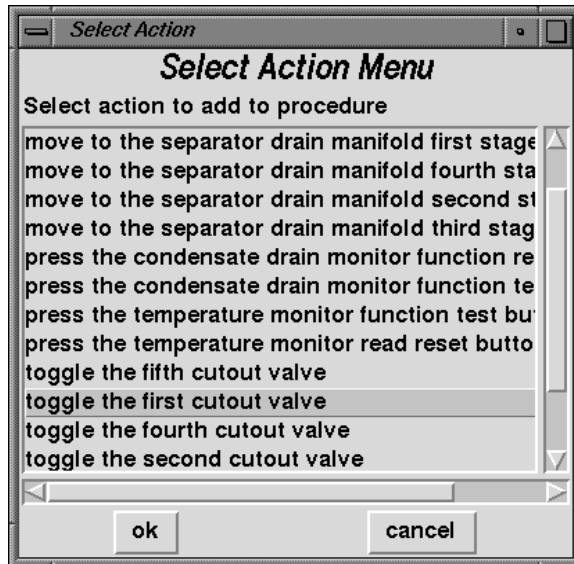 Select Action
Select Action Menu
Select action to add to procedure
move to the separator drain manifold first stage
move to the separator drain manifold fourth sta
move to the separator drain manifold second st
move to the separator drain manifold third stag
press the condensate drain monitor function re
press the condensate drain monitor function te
press the temperature monitor function test bu
press the temperature monitor read reset butto
toggle the fifth cutout valve
toggle the first cutout valve
toggle the fourth cutout valve
toggle the second cutout valve
ok cancel